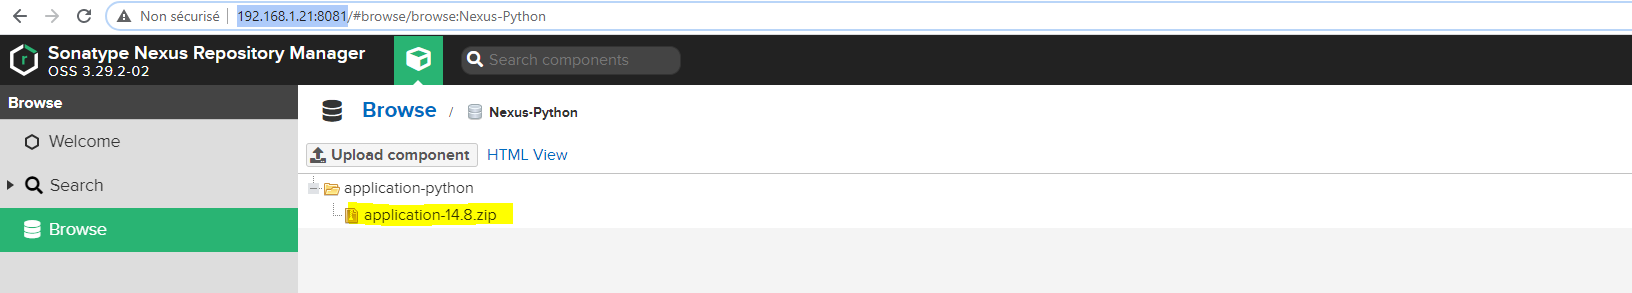 Non sécurisé 192.168.1.21:8081/#browse/browse:Nexus-Python
Sonatype Nexus Repository Manager
OSS 3.29.2-02
Search components
Browse
Welcome
Search
Browse
Browse / Nexus-Python
Upload component HTML View
application-python
application-14.8.zip